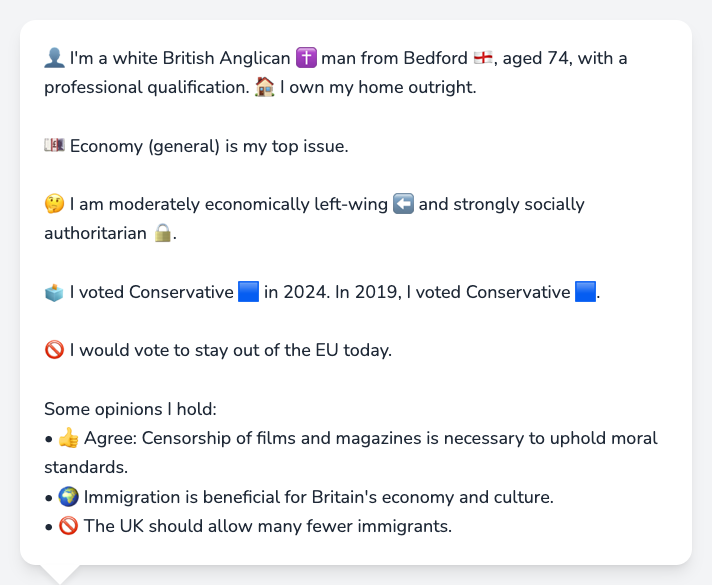 👤 I'm a white British Anglican ✝️ man from Bedford 🏴󠁧󠁢󠁥󠁮󠁧󠁿, aged 74, with a
professional qualification. 🏠 I own my home outright.
💷 Economy (general) is my top issue.
🤔 I am moderately economically left-wing ⬅️ and strongly socially
authoritarian 🔒.
🗳️ I voted Conservative 🟦 in 2024. In 2019, I voted Conservative 🟦.
🚫 I would vote to stay out of the EU today.
Some opinions I hold:
• 👍 Agree: Censorship of films and magazines is necessary to uphold moral
standards.
• 🌍 Immigration is beneficial for Britain's economy and culture.
• 🚫 The UK should allow many fewer immigrants.